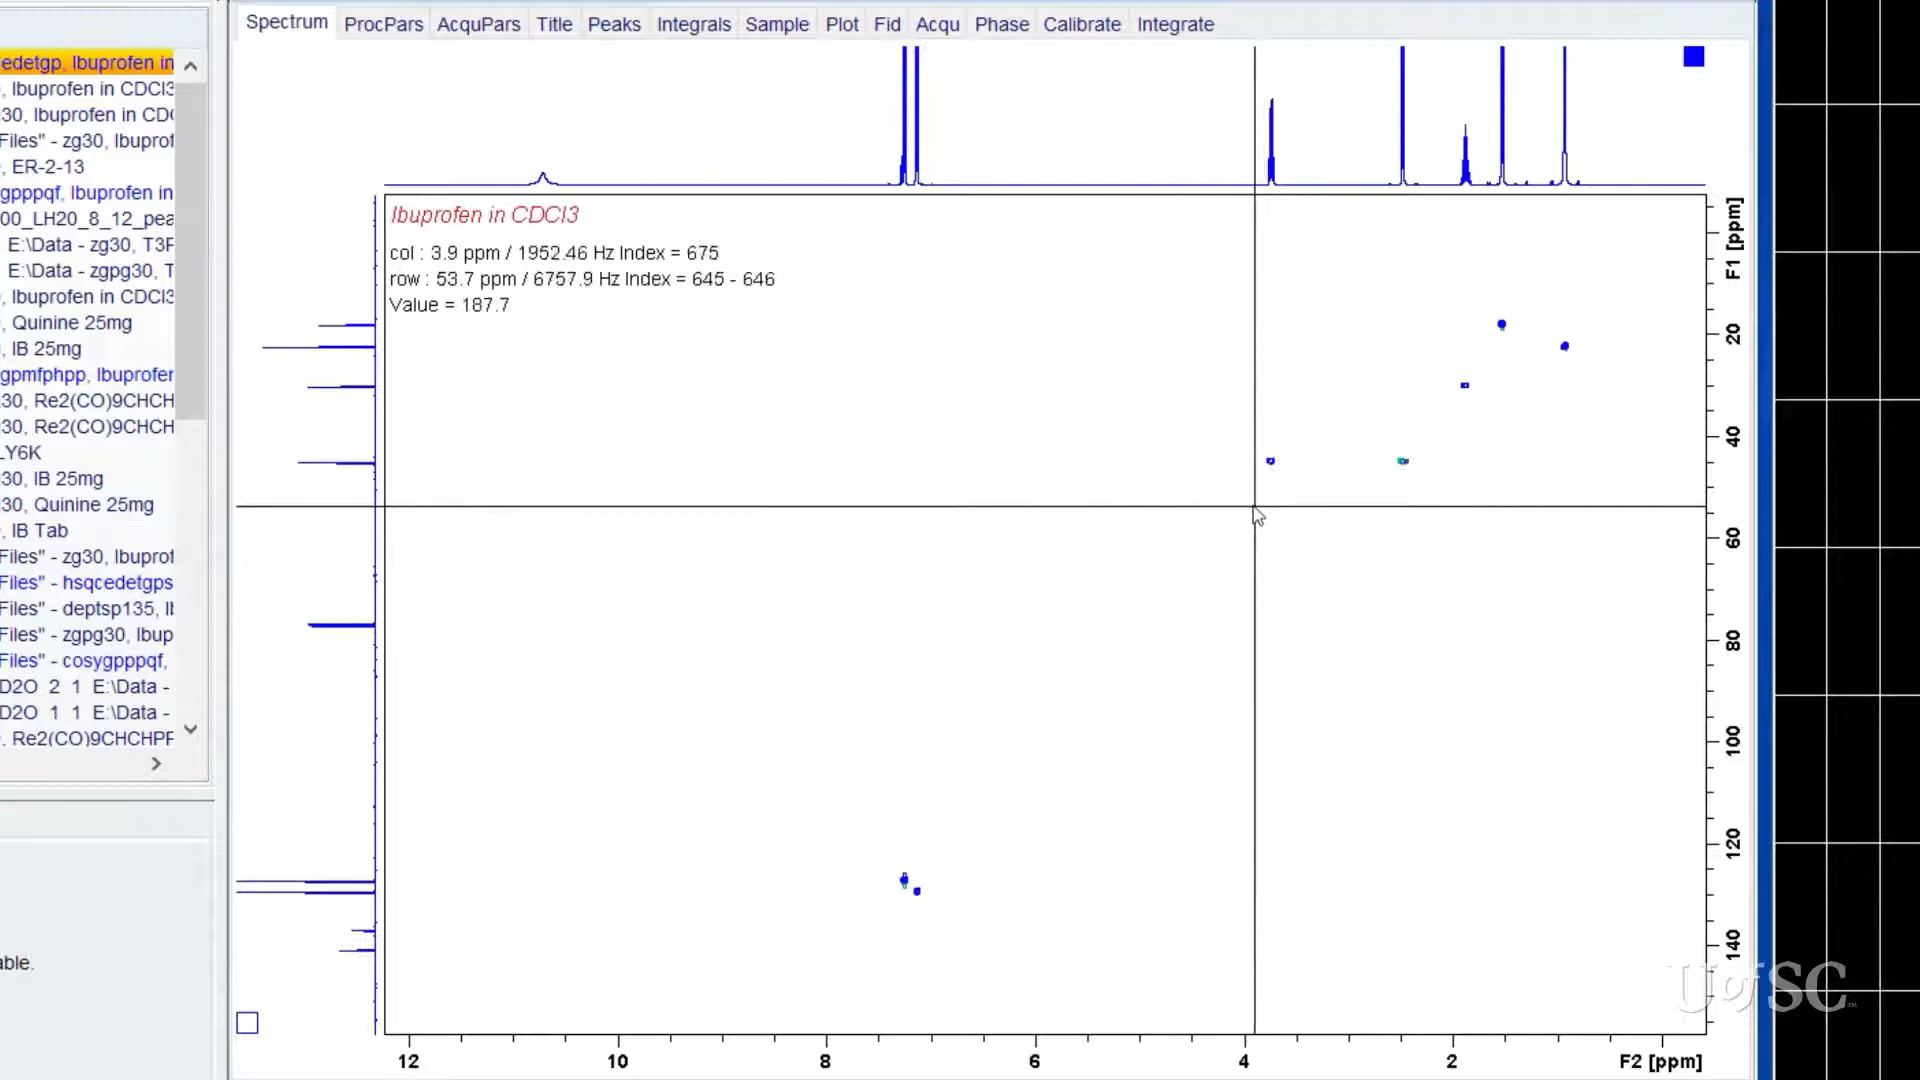 Spectrum ProcPars AcquPars Title Peaks Integrals Sample Plot Fid Acqu Phase Calibrate Integrate
edetgp, Ibuprofen in
, Ibuprofen in CDCl3
30, Ibuprofen in CD
Files" - zg30, Ibuprof
, ER-2-13
gpppqf, Ibuprofen in
00_LH20_8_12_pea
E:\Data - zg30, T3F
E:\Data - zgpg30, T
, Ibuprofen in CDCl3
, Quinine 25mg
, IB 25mg
gpmfphpp, Ibuprofer
30, Re2(CO)9CHCH
30, Re2(CO)9CHCH
LY6K
30, IB 25mg
30, Quinine 25mg
, IB Tab
Files" - zg30, Ibuprof
Files" - hsqcedetgps
Files" - deptsp135, Ib
Files" - zgpg30, Ibup
Files" - cosygpppqf,
D2O 2 1 E:\Data -
D2O 1 1 E:\Data -
, Re2(CO)9CHCHPF
able.
Ibuprofen in CDCl3
col : 3.9 ppm / 1952.46 Hz Index = 675
row : 53.7 ppm / 6757.9 Hz Index = 645 - 646
Value = 187.7
F1 [ppm]
20
40
60
80
100
120
140
12 10 8 6 4 2 F2 [ppm]
U of SC